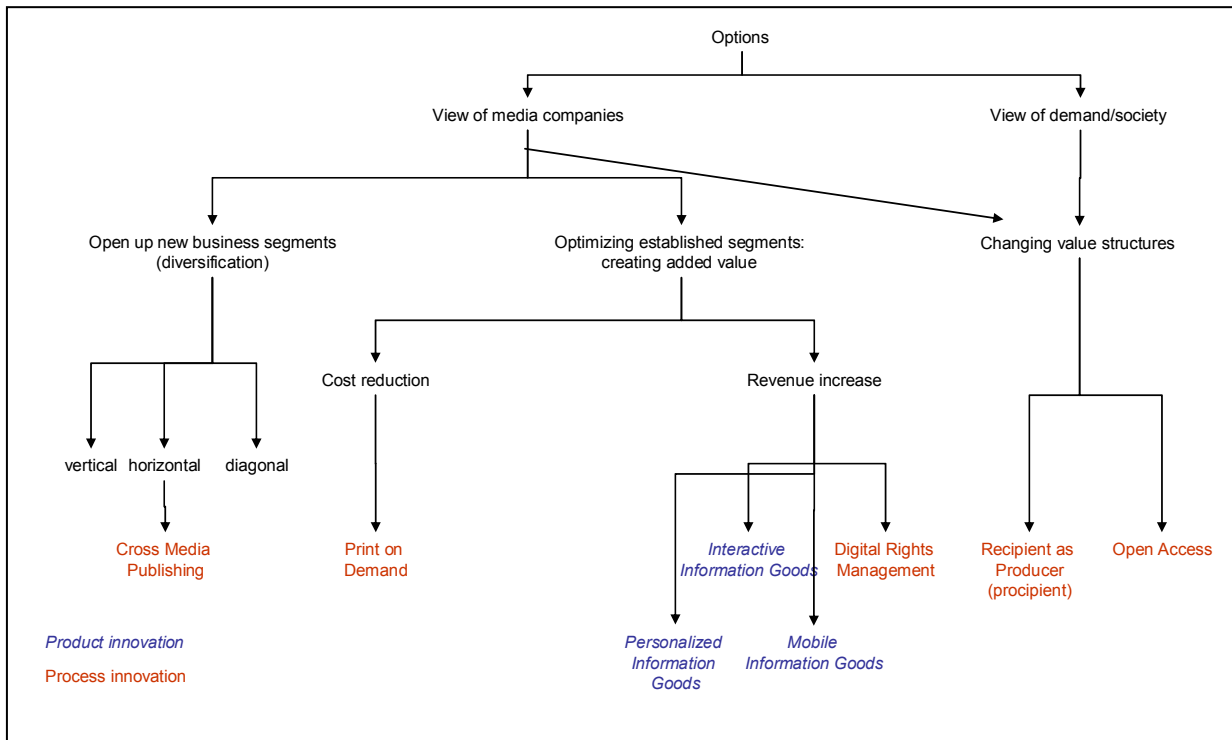 Options
View of media companies
View of demand/society
Open up new business segments
(diversification)
Optimizing established segments:
creating added value
Changing value structures
Cost reduction
Revenue increase
vertical
horizontal
diagonal
Cross Media
Publishing
Print on
Demand
Interactive
Information Goods
Digital Rights
Management
Recipient as
Producer
(procipient)
Open Access
Personalized
Information
Goods
Mobile
Information Goods
Product innovation
Process innovation